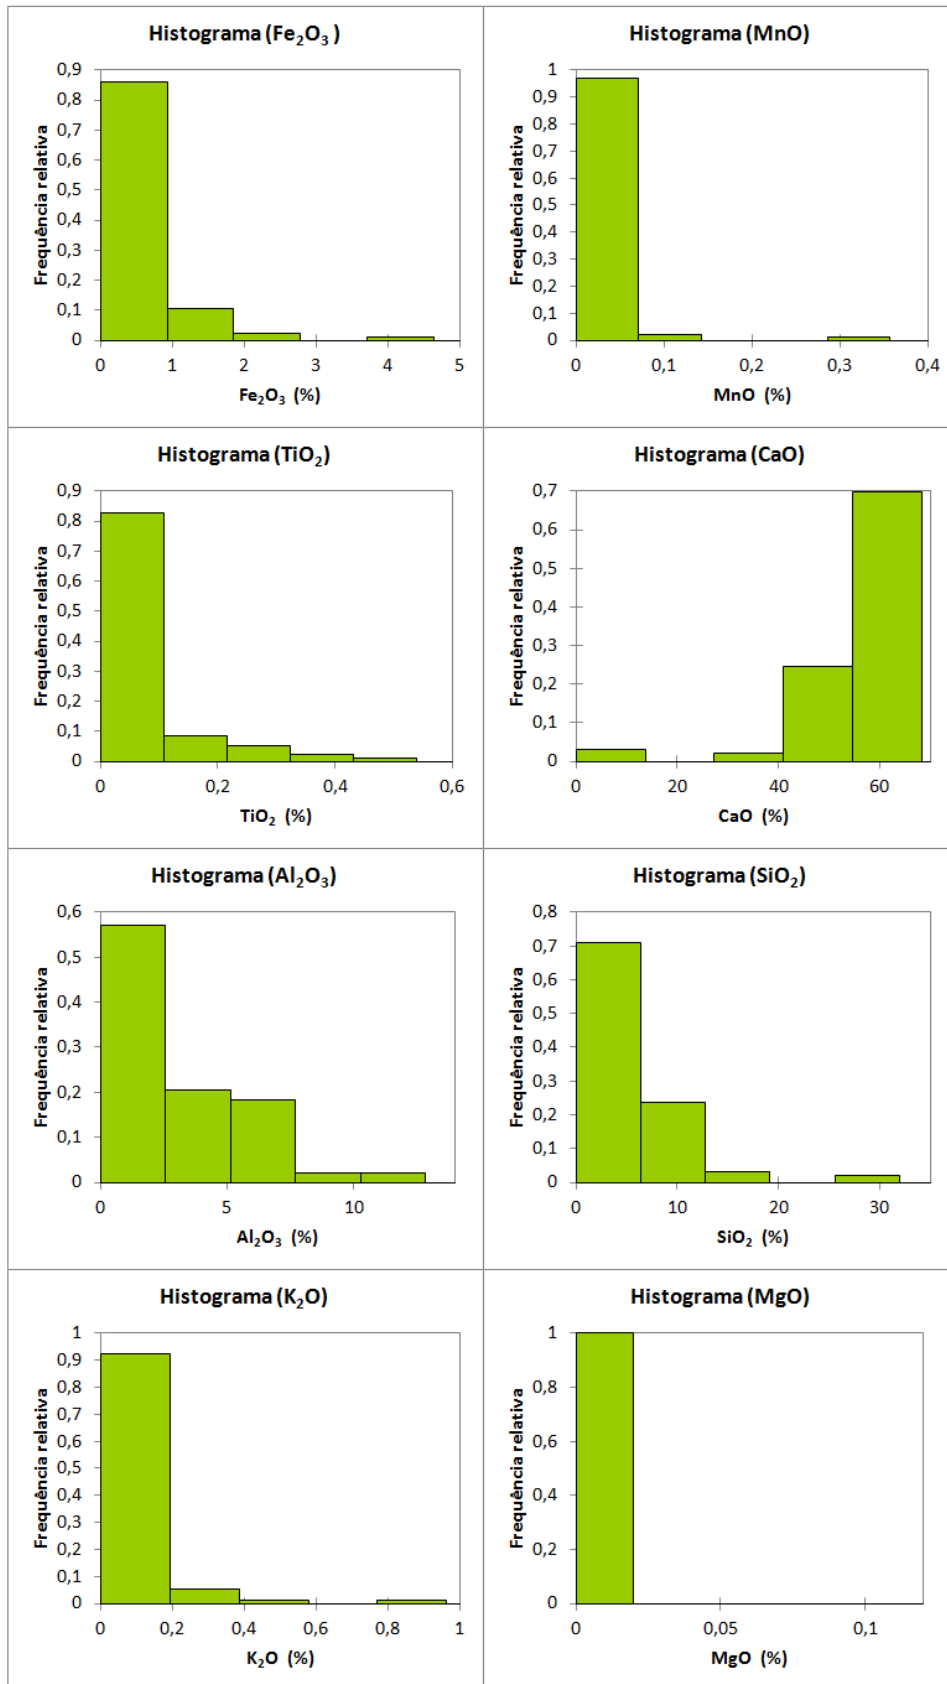 Histograma (Fe₂O₃ )
0,9
0,8
0,7
0,6
0,5
0,4
0,3
0,2
0,1
0
Frequência relativa
0 1 2 3 4 5
Fe₂O₃ (%)
Histograma (MnO)
1
0,9
0,8
0,7
0,6
0,5
0,4
0,3
0,2
0,1
0
Frequência relativa
0 0,1 0,2 0,3 0,4
MnO (%)
Histograma (TiO₂)
0,9
0,8
0,7
0,6
0,5
0,4
0,3
0,2
0,1
0
Frequência relativa
0 0,2 0,4 0,6
TiO₂ (%)
Histograma (CaO)
0,7
0,6
0,5
0,4
0,3
0,2
0,1
0
Frequência relativa
0 20 40 60
CaO (%)
Histograma (Al₂O₃)
0,6
0,5
0,4
0,3
0,2
0,1
0
Frequência relativa
0 5 10
Al₂O₃ (%)
Histograma (SiO₂)
0,8
0,7
0,6
0,5
0,4
0,3
0,2
0,1
0
Frequência relativa
0 10 20 30
SiO₂ (%)
Histograma (K₂O)
1
0,9
0,8
0,7
0,6
0,5
0,4
0,3
0,2
0,1
0
Frequência relativa
0 0,2 0,4 0,6 0,8 1
K₂O (%)
Histograma (MgO)
1
0,8
0,6
0,4
0,2
0
Frequência relativa
0 0,05 0,1
MgO (%)